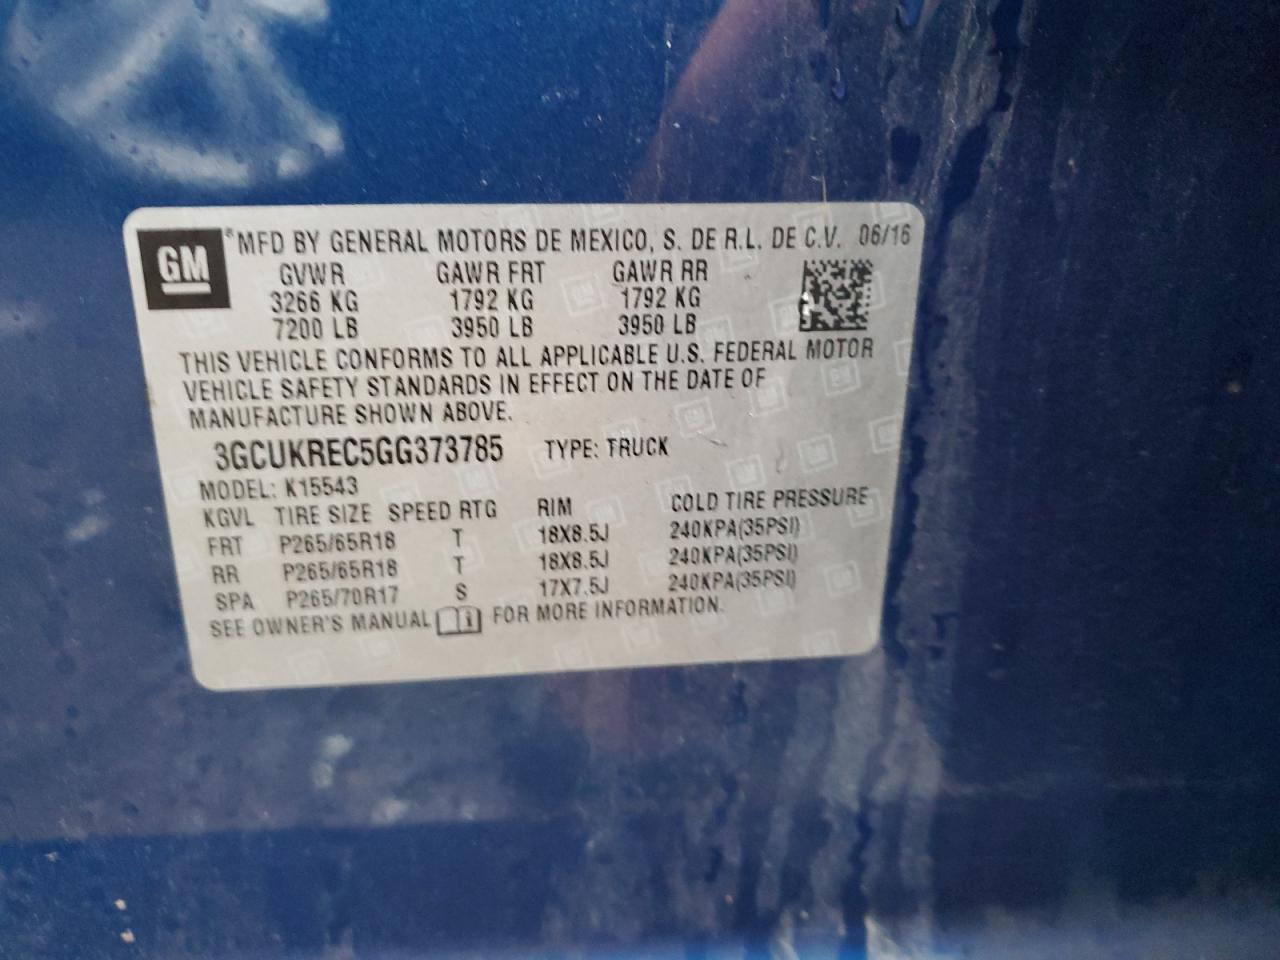 GM ® MFD BY GENERAL MOTORS DE MEXICO, S. DE R.L. DE C.V. 06/16
GVWR GAWR FRT GAWR RR
3266 KG 1792 KG 1792 KG
7200 LB 3950 LB 3950 LB
THIS VEHICLE CONFORMS TO ALL APPLICABLE U.S. FEDERAL MOTOR
VEHICLE SAFETY STANDARDS IN EFFECT ON THE DATE OF
MANUFACTURE SHOWN ABOVE.
3GCUKREC5GG373785 TYPE: TRUCK
MODEL: K15543
KGVL TIRE SIZE SPEED RTG RIM COLD TIRE PRESSURE
FRT P265/65R18 T 18X8.5J 240KPA(35PSI)
RR P265/65R18 T 18X8.5J 240KPA(35PSI)
SPA P265/70R17 S 17X7.5J 240KPA(35PSI)
SEE OWNER'S MANUAL i FOR MORE INFORMATION.